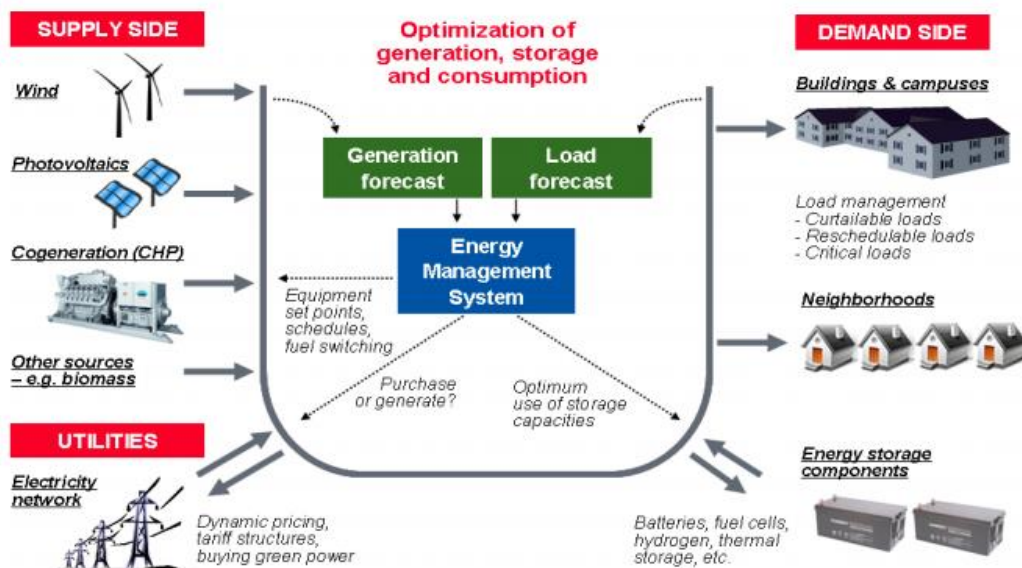 SUPPLY SIDE
Wind
Photovoltaics
Cogeneration (CHP)
Other sources
– e.g. biomass
UTILITIES
Electricity
network
Dynamic pricing,
tariff structures,
buying green power
Optimization of
generation, storage
and consumption
Generation
forecast
Load
forecast
Energy
Management
System
Equipment
set points,
schedules,
fuel switching
Purchase
or generate?
Optimum
use of storage
capacities
DEMAND SIDE
Buildings & campuses
Load management
- Curtailable loads
- Reschedulable loads
- Critical loads
Neighborhoods
Energy storage
components
Batteries, fuel cells,
hydrogen, thermal
storage, etc.